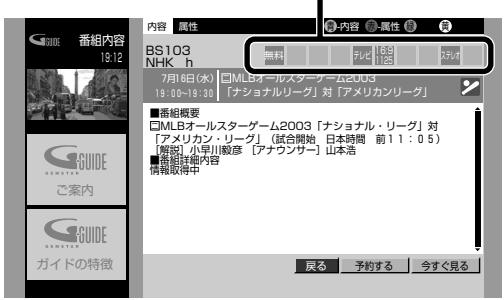 G GUIDE 番組内容
19:12
内容 属性
青-内容 赤-属性 緑 黄
BS103
NHK h
無料 テレビ 16:9 1125 ステレオ
7月16日(水)
19:00~19:30
MLBオールスターゲーム2003
「ナショナルリーグ」対「アメリカンリーグ」
■番組概要
MLBオールスターゲーム2003「ナショナル・リーグ」対
「アメリカン・リーグ」(試合開始 日本時間 前11:05)
[解説]小早川毅彦 [アナウンサー]山本浩
■番組詳細内容
情報取得中
G GUIDE
GEMSTAR
ご案内
G GUIDE
GEMSTAR
ガイドの特徴
戻る 予約する 今すぐ見る